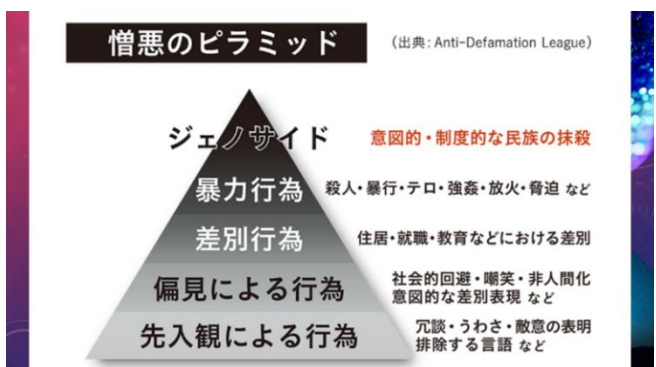 憎悪のピラミッド
(出典：Anti-Defamation League)
ジェノサイド
意図的・制度的な民族の抹殺
暴力行為
殺人・暴行・テロ・強姦・放火・脅迫 など
差別行為
住居・就職・教育などにおける差別
偏見による行為
社会的回避・嘲笑・非人間化
意図的な差別表現 など
先入観による行為
冗談・うわさ・敵意の表明
排除する言語 など